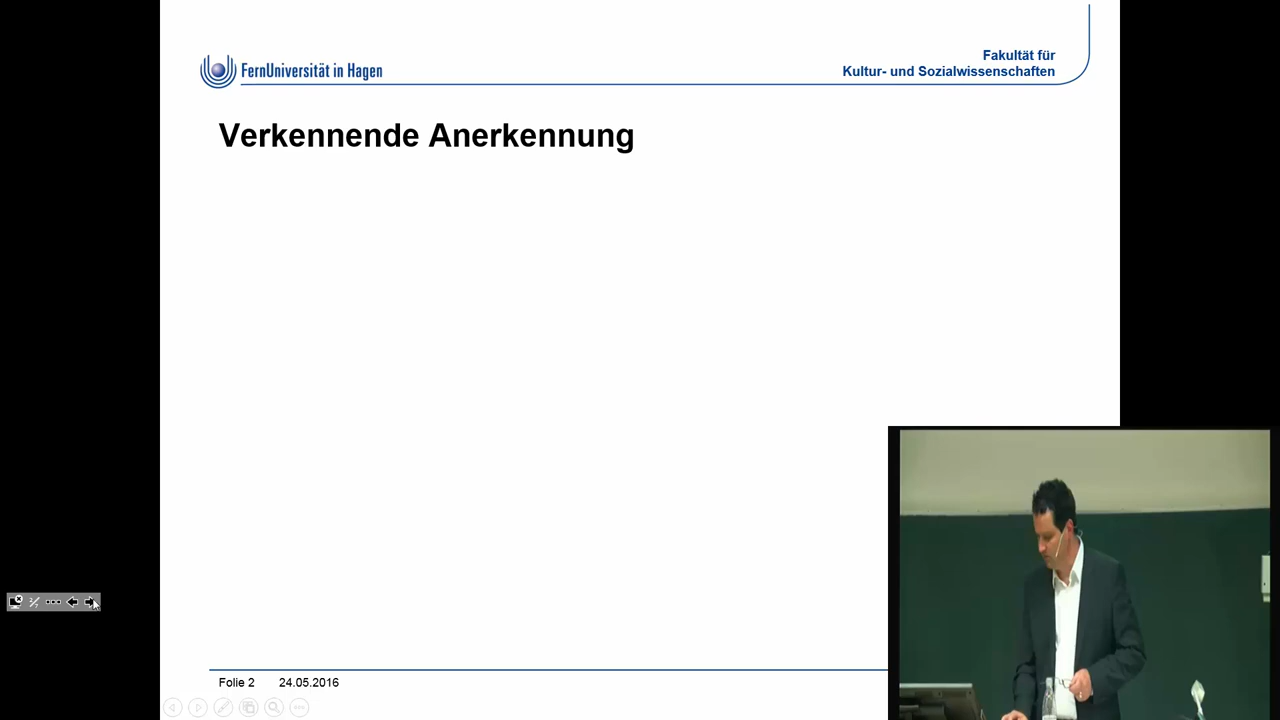 FernUniversität in Hagen
Fakultät für
Kultur- und Sozialwissenschaften
Verkennende Anerkennung
Folie 2 24.05.2016